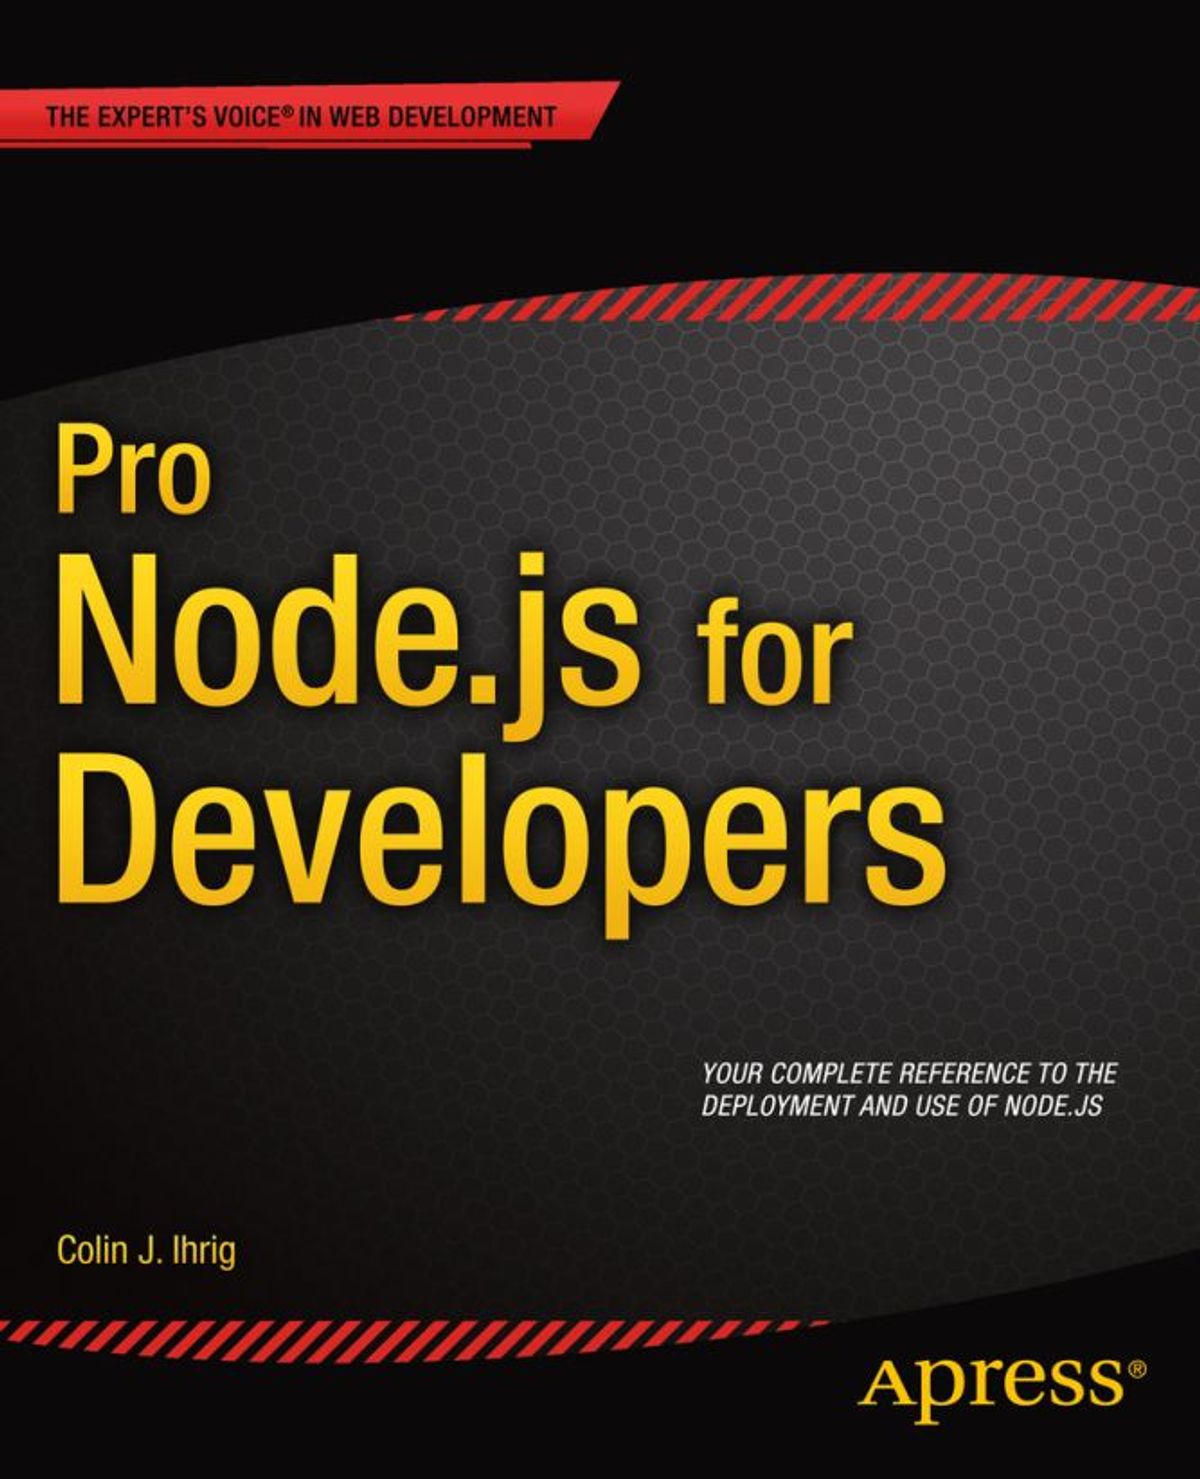 THE EXPERT'S VOICE® IN WEB DEVELOPMENT
Pro
Node.js for
Developers
YOUR COMPLETE REFERENCE TO THE
DEPLOYMENT AND USE OF NODE.JS
Colin J. Ihrig
Apress®